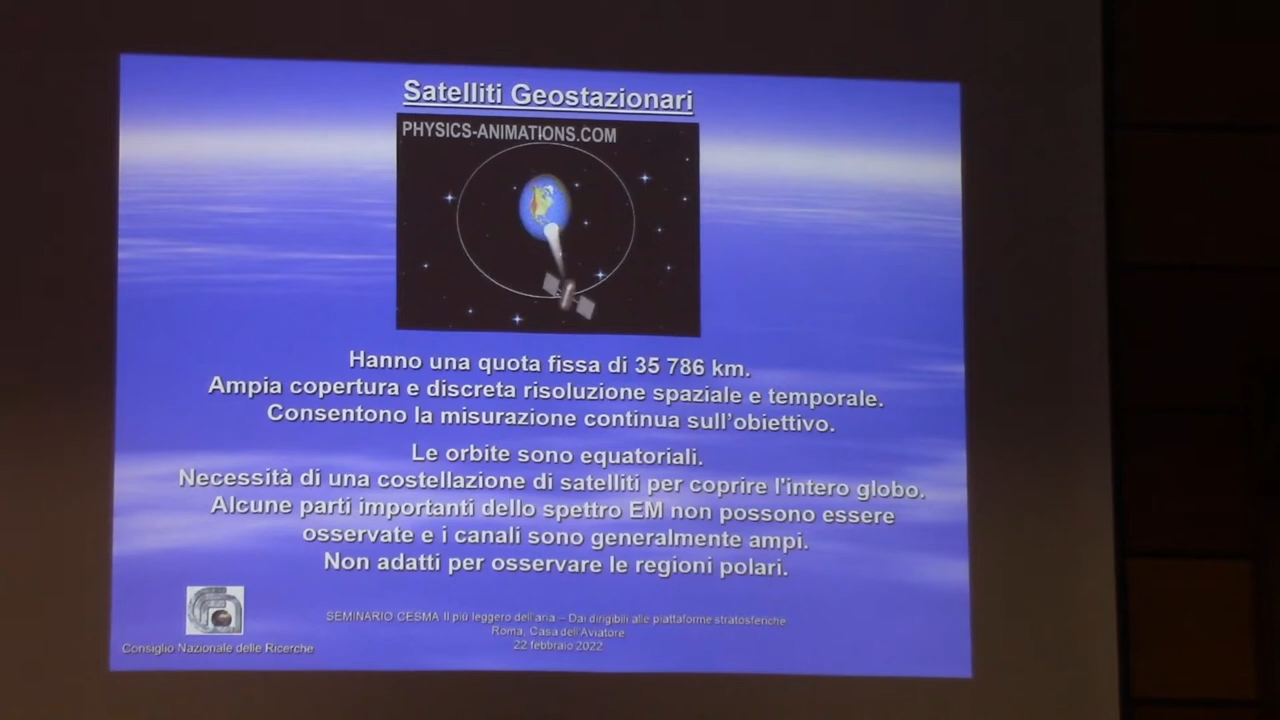 Satelliti Geostazionari
PHYSICS-ANIMATIONS.COM
Hanno una quota fissa di 35 786 km.
Ampia copertura e discreta risoluzione spaziale e temporale.
Consentono la misurazione continua sull'obiettivo.
Le orbite sono equatoriali.
Necessità di una costellazione di satelliti per coprire l'intero globo.
Alcune parti importanti dello spettro EM non possono essere
osservate e i canali sono generalmente ampi.
Non adatti per osservare le regioni polari.
SEMINARIO CESMA Il più leggero dell'aria – Dai dirigibili alle piattaforme stratosferiche
Roma, Casa dell'Aviatore
22 febbraio 2022
Consiglio Nazionale delle Ricerche